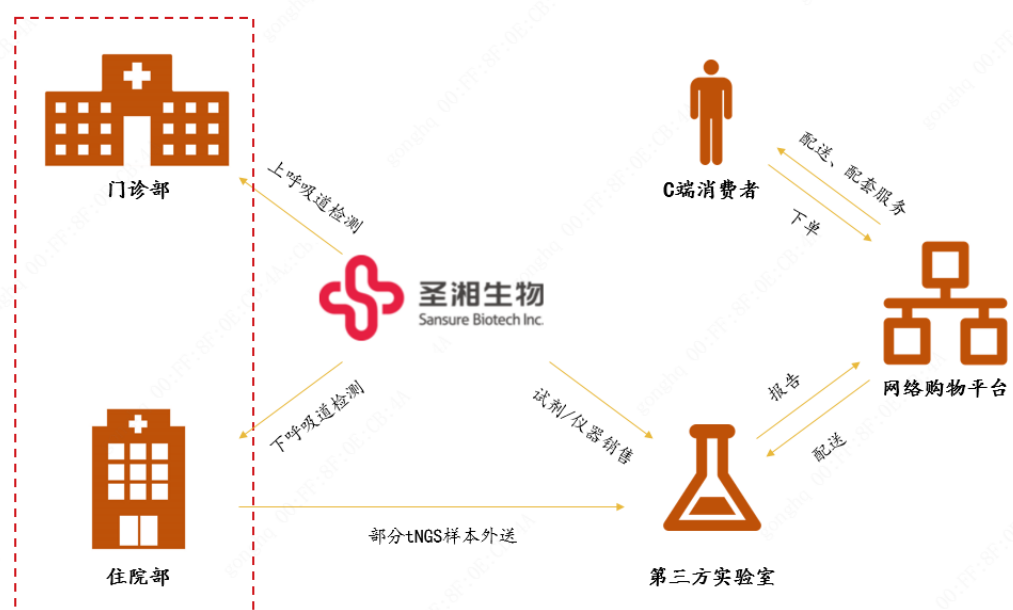 门诊部
上呼吸道检测
C端消费者
配送、配套服务
下单
圣湘生物
Sansure Biotech Inc.
网络购物平台
下呼吸道检测
试剂/仪器销售
报告
配送
部分tNGS样本外送
住院部
第三方实验室